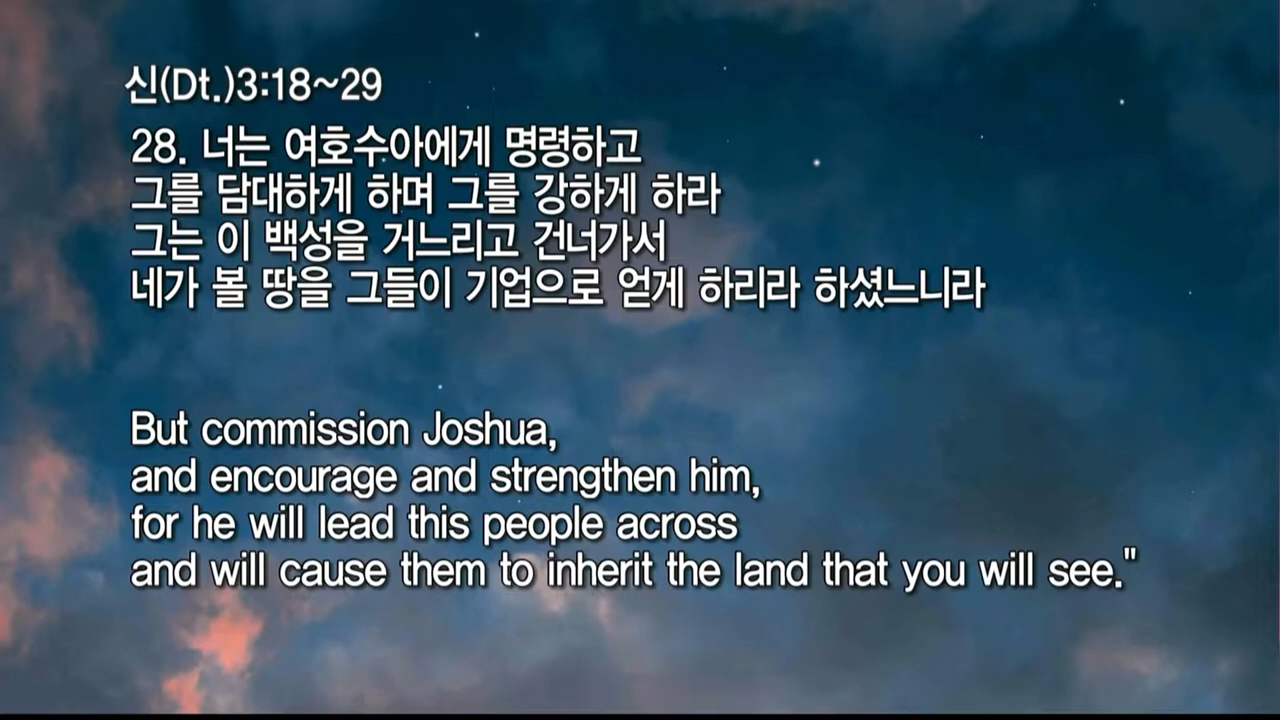 신(Dt.)3:18~29
28. 너는 여호수아에게 명령하고
그를 담대하게 하며 그를 강하게 하라
그는 이 백성을 거느리고 건너가서
네가 볼 땅을 그들이 기업으로 얻게 하리라 하셨느니라
But commission Joshua,
and encourage and strengthen him,
for he will lead this people across
and will cause them to inherit the land that you will see."